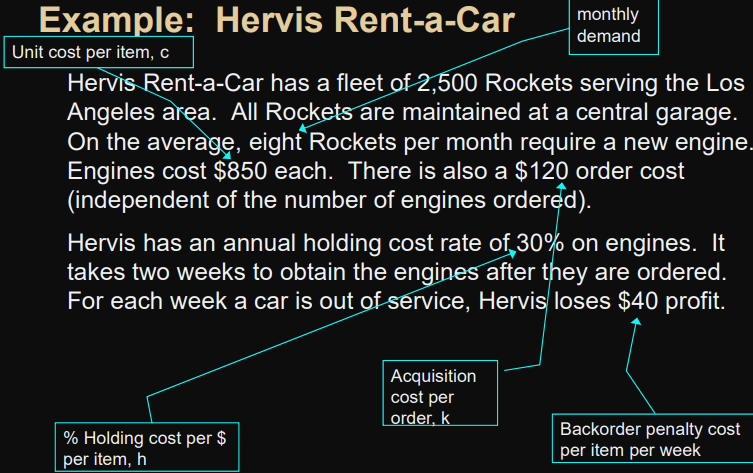 Example: Hervis Rent-a-Car
monthly
demand
Unit cost per item, c
Hervis Rent-a-Car has a fleet of 2,500 Rockets serving the Los
Angeles area. All Rockets are maintained at a central garage.
On the average, eight Rockets per month require a new engine.
Engines cost $850 each. There is also a $120 order cost
(independent of the number of engines ordered).
Hervis has an annual holding cost rate of 30% on engines. It
takes two weeks to obtain the engines after they are ordered.
For each week a car is out of service, Hervis loses $40 profit.
Acquisition
cost per
order, k
% Holding cost per $
per item, h
Backorder penalty cost
per item per week